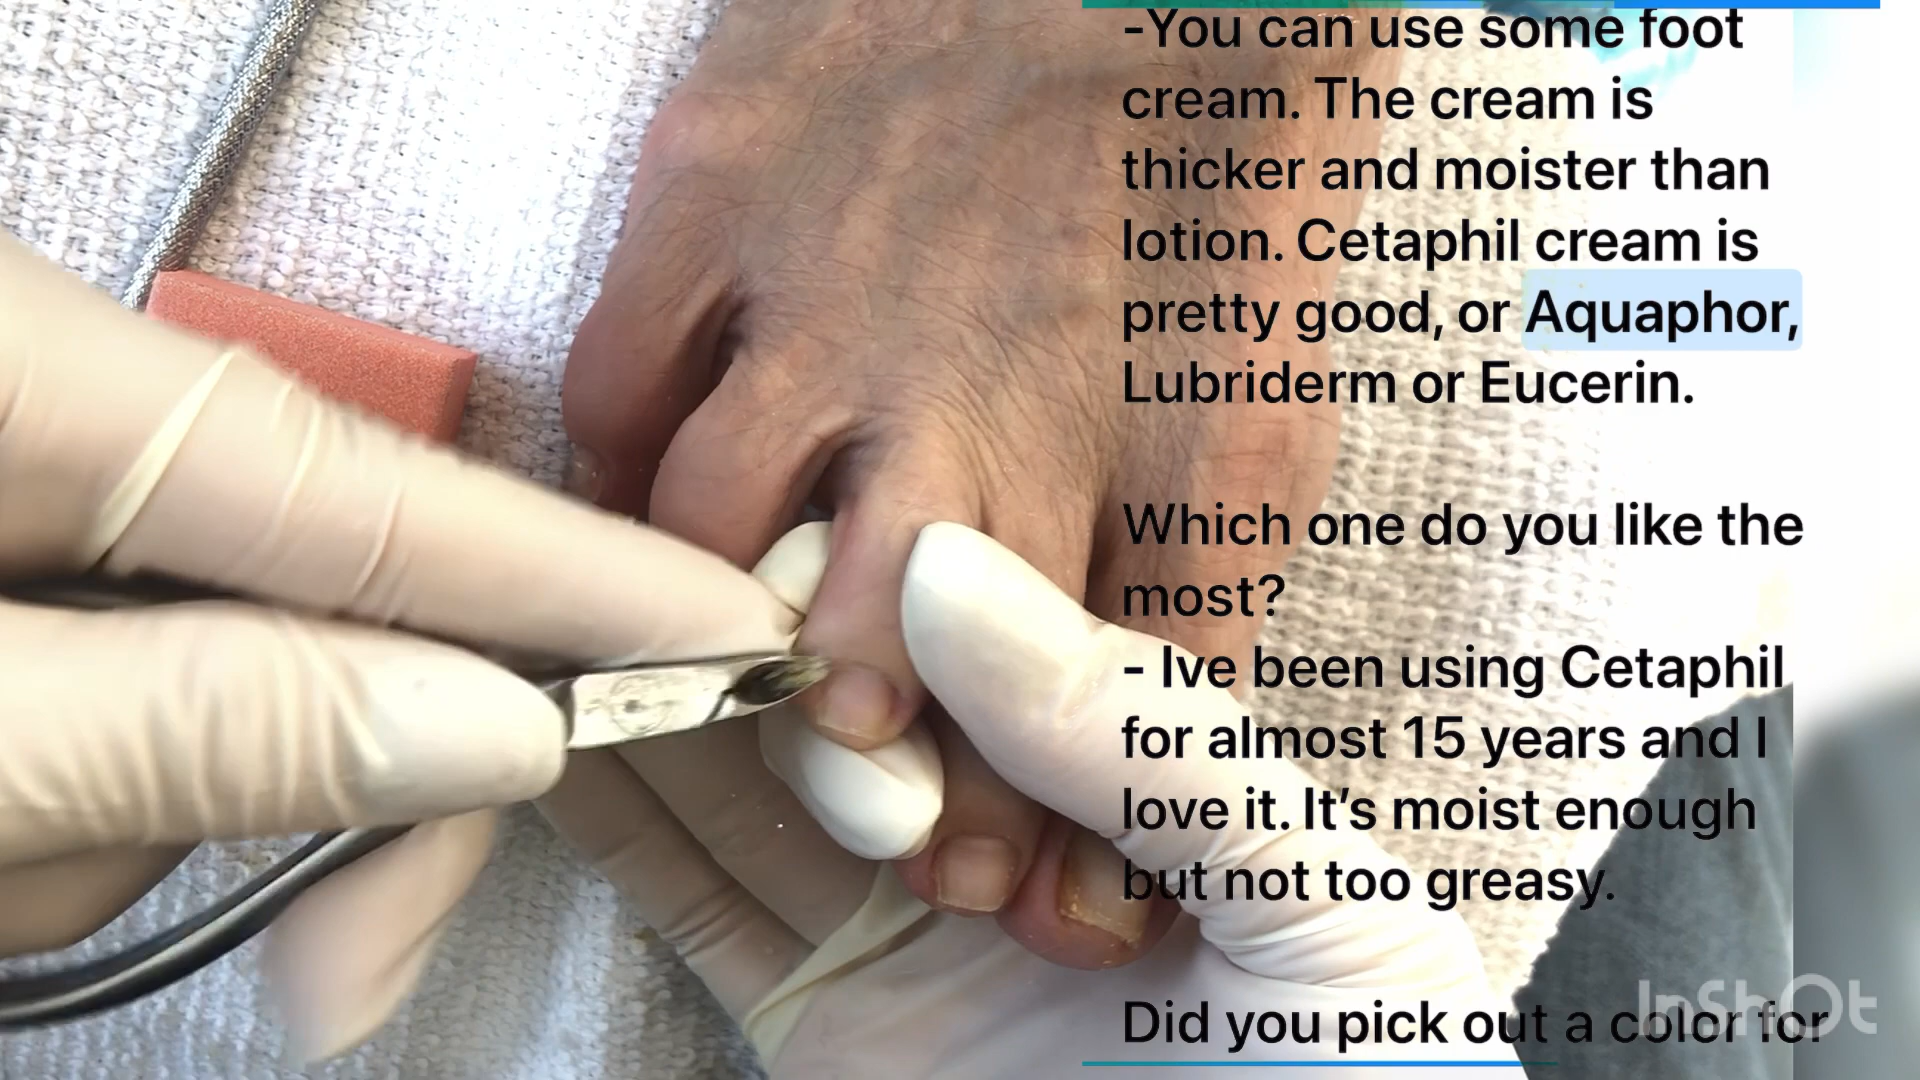 -You can use some foot
cream. The cream is
thicker and moister than
lotion. Cetaphil cream is
pretty good, or Aquaphor,
Lubriderm or Eucerin.
Which one do you like the
most?
- Ive been using Cetaphil
for almost 15 years and I
love it. It's moist enough
but not too greasy.
Did you pick out a color for
InShOt